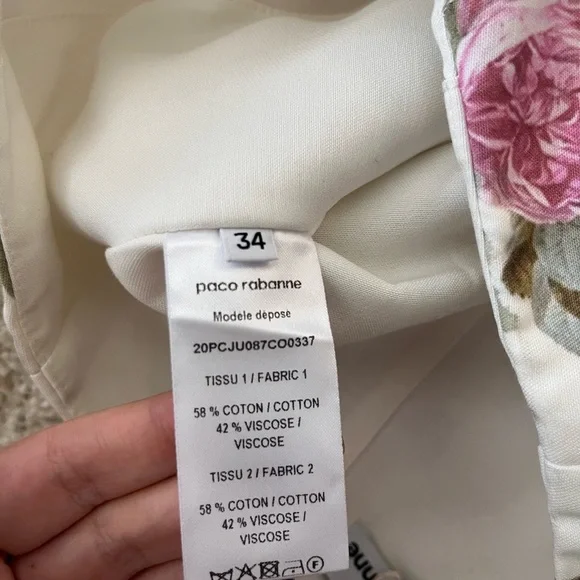 34
paco rabanne
Modele dépose
20PCJU087CO0337
TISSU 1 / FABRIC 1
58 % COTON / COTTON
42 % VISCOSE /
VISCOSE
TISSU 2 / FABRIC 2
58 % COTON / COTTON
42 % VISCOSE /
VISCOSE